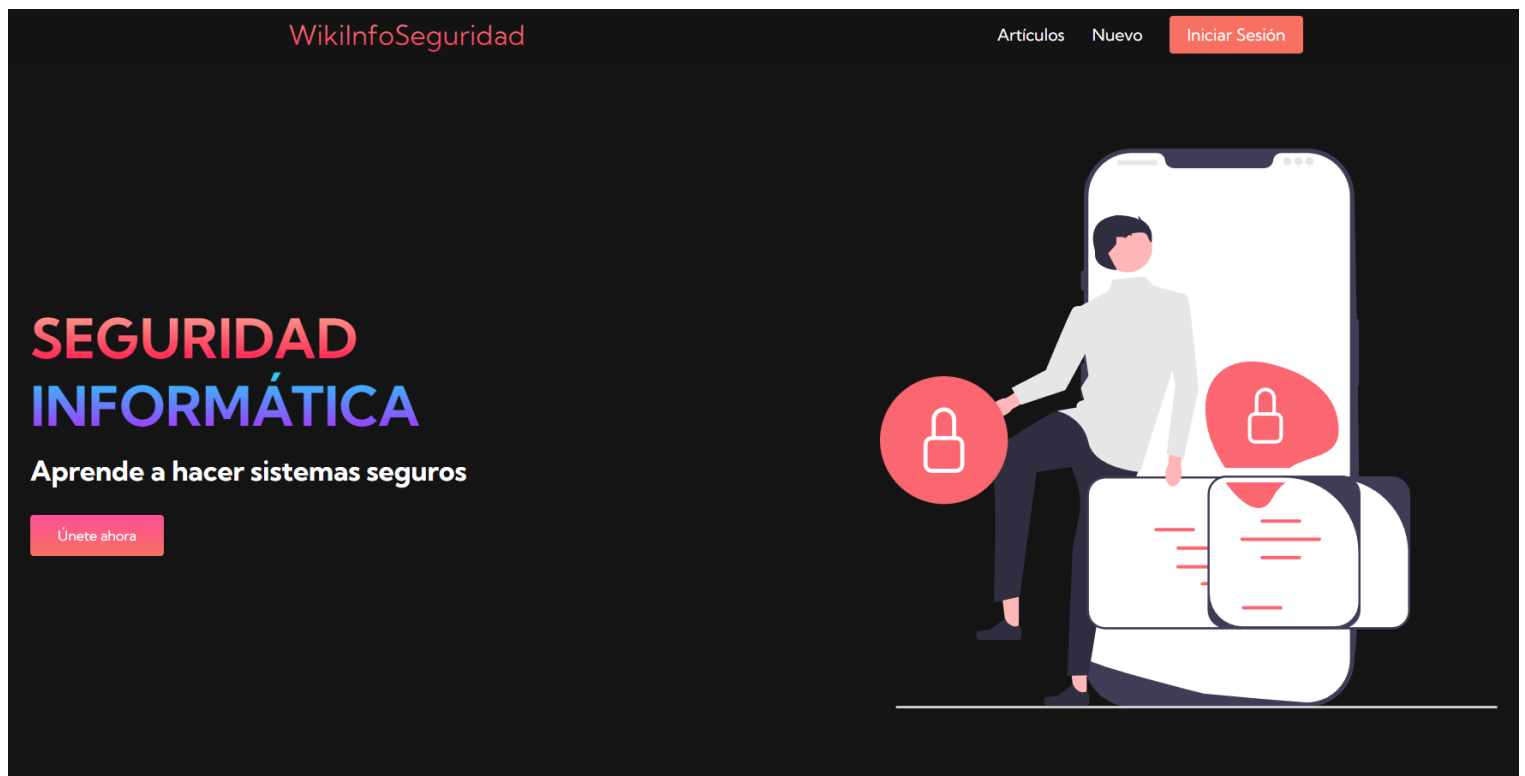 WikiInfoSeguridad
Artículos Nuevo Iniciar Sesión
SEGURIDAD
INFORMÁTICA
Aprende a hacer sistemas seguros
Únete ahora